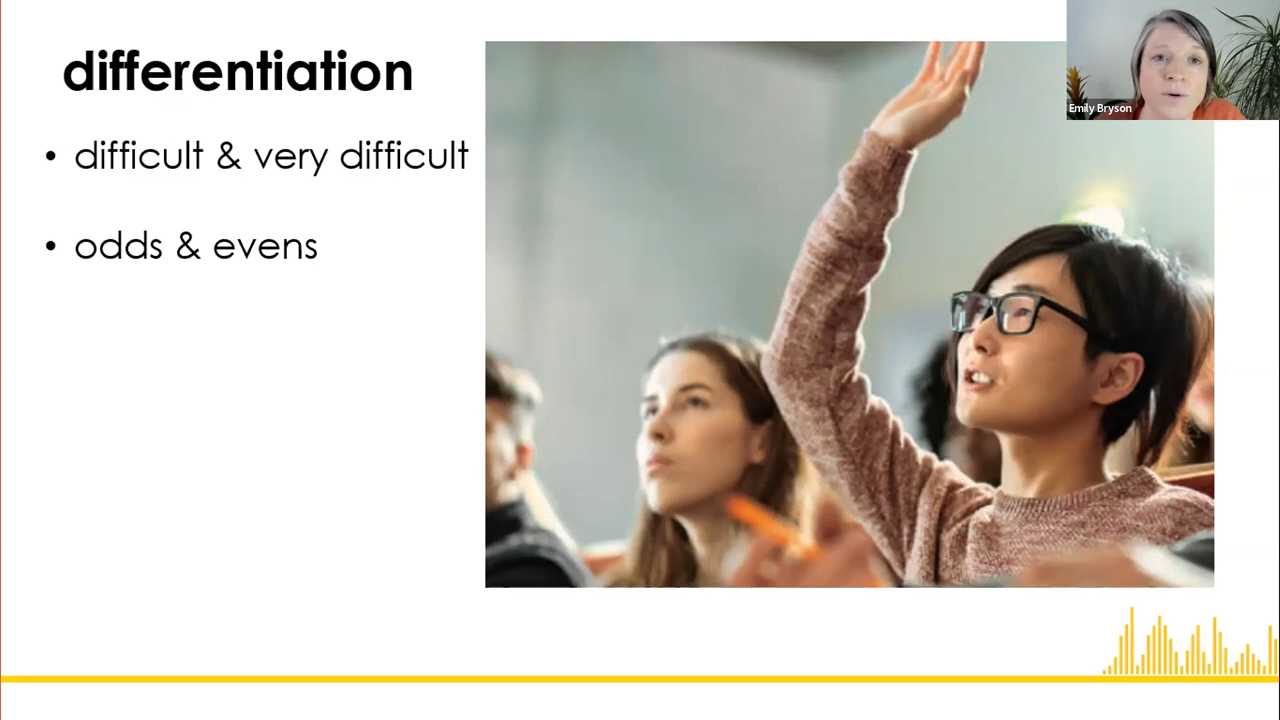 differentiation
• difficult & very difficult
• odds & evens
Emily Bryson